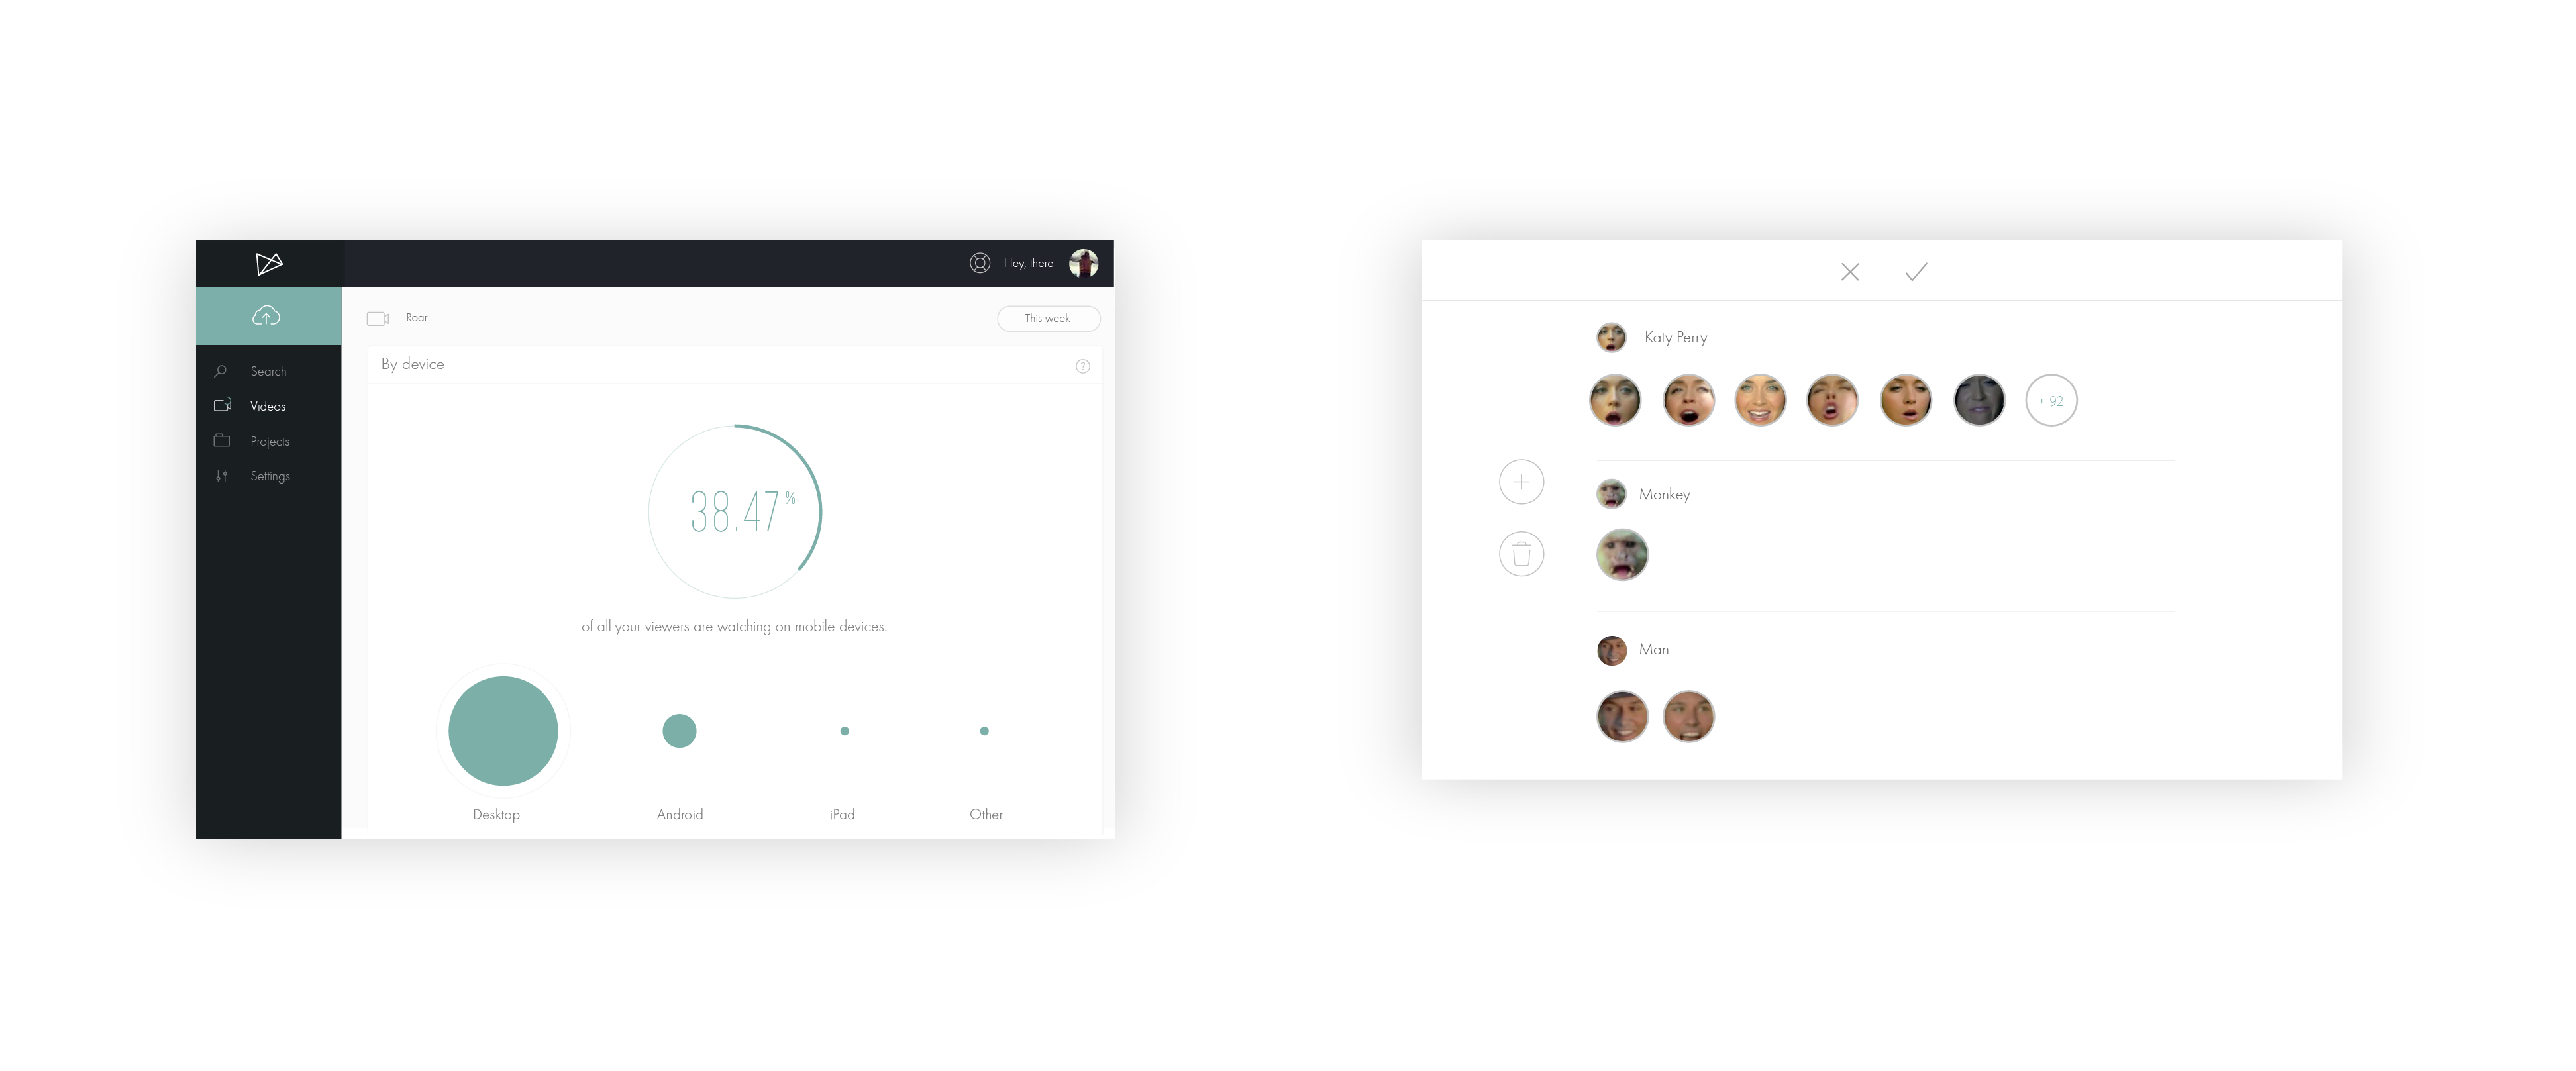 Hey, there
Roar
This week
Search
Videos
Projects
Settings
By device
?
38.47%
of all your viewers are watching on mobile devices.
Desktop
Android
iPad
Other
Katy Perry
+ 92
Monkey
Man